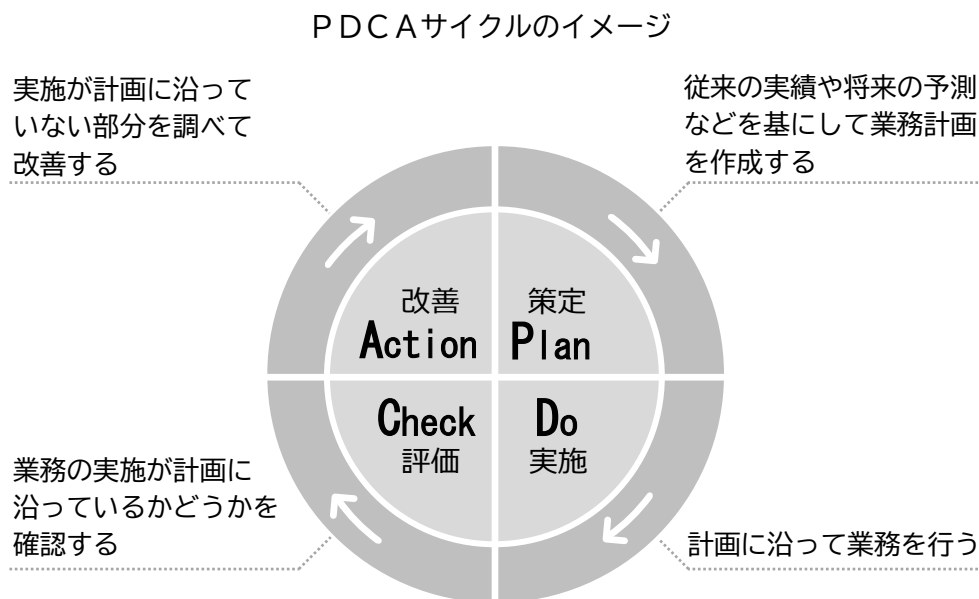 ＰＤＣＡサイクルのイメージ
実施が計画に沿って
いない部分を調べて
改善する
従来の実績や将来の予測
などを基にして業務計画
を作成する
改善
Action
策定
Plan
Check
評価
Do
実施
業務の実施が計画に
沿っているかどうかを
確認する
計画に沿って業務を行う